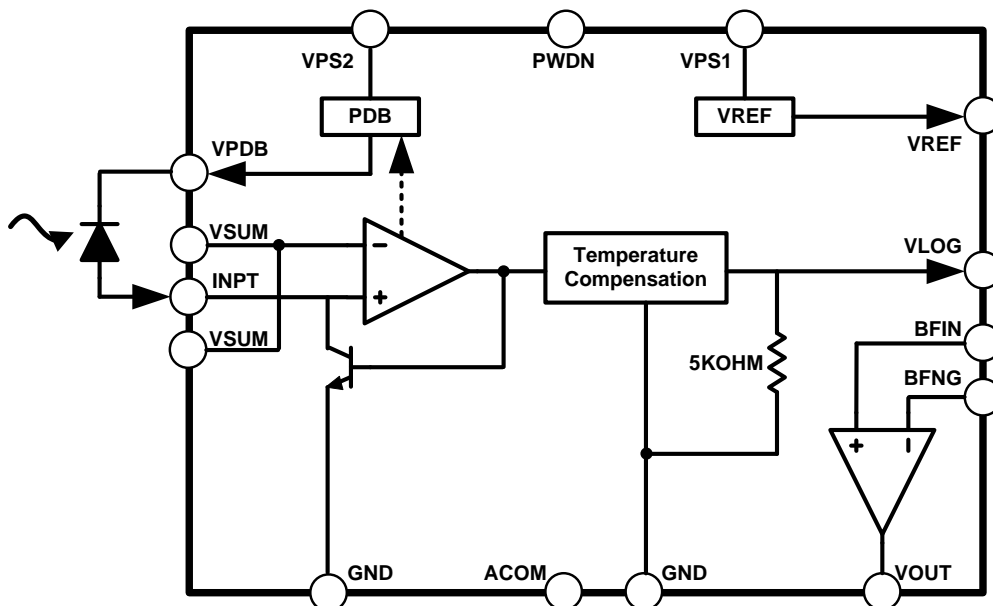 VPS2
PWDN
VPS1
PDB
VREF
VPDB
VREF
VSUM
−
Temperature
Compensation
VLOG
INPT
+
VSUM
BFIN
5KOHM
BFNG
+
−
GND
ACOM
GND
VOUT